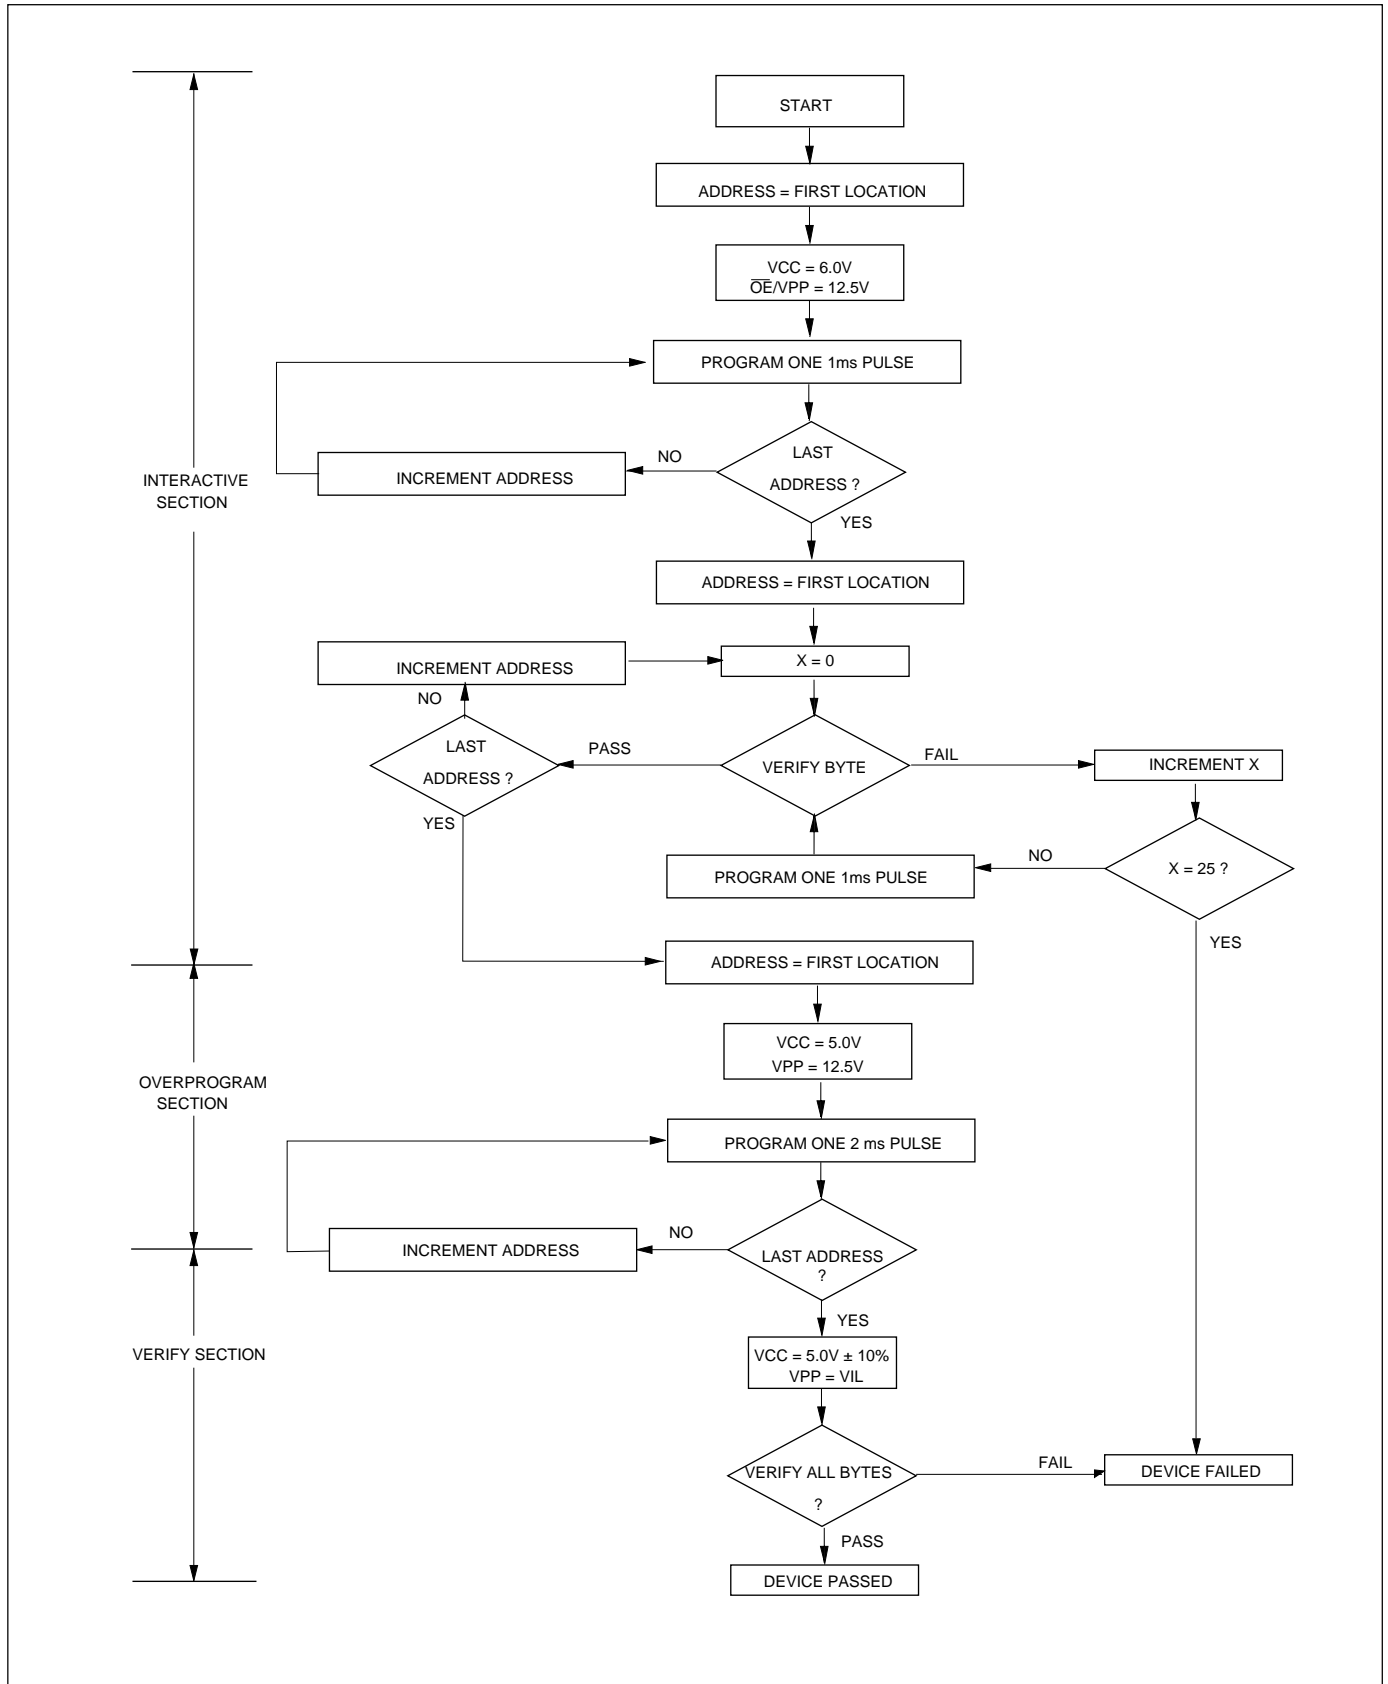 START
ADDRESS = FIRST LOCATION
VCC = 6.0V
O̅E̅/VPP = 12.5V
PROGRAM ONE 1ms PULSE
LAST
ADDRESS ?
NO
INCREMENT ADDRESS
YES
INTERACTIVE
SECTION
ADDRESS = FIRST LOCATION
INCREMENT ADDRESS
X = 0
NO
LAST
ADDRESS ?
PASS
VERIFY BYTE
FAIL
INCREMENT X
YES
PROGRAM ONE 1ms PULSE
NO
X = 25 ?
YES
ADDRESS = FIRST LOCATION
VCC = 5.0V
VPP = 12.5V
OVERPROGRAM
SECTION
PROGRAM ONE 2 ms PULSE
INCREMENT ADDRESS
NO
LAST ADDRESS
?
YES
VERIFY SECTION
VCC = 5.0V ± 10%
VPP = VIL
VERIFY ALL BYTES
?
FAIL
DEVICE FAILED
PASS
DEVICE PASSED